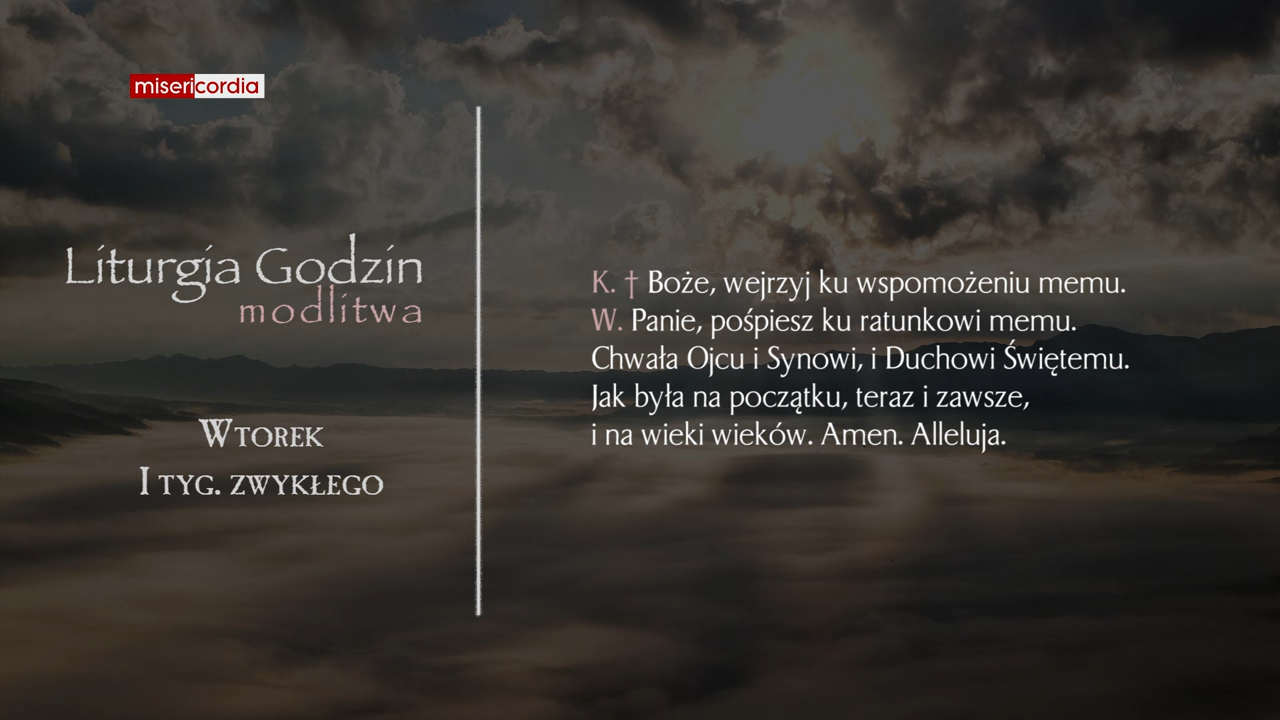 misericordia
Liturgia Godzin
modlitwa
Wtorek
I tyg. zwykłego
K. † Boże, wejrzyj ku wspomożeniu memu.
W. Panie, pośpiesz ku ratunkowi memu.
Chwała Ojcu i Synowi, i Duchowi Świętemu.
Jak była na początku, teraz i zawsze,
i na wieki wieków. Amen. Alleluja.